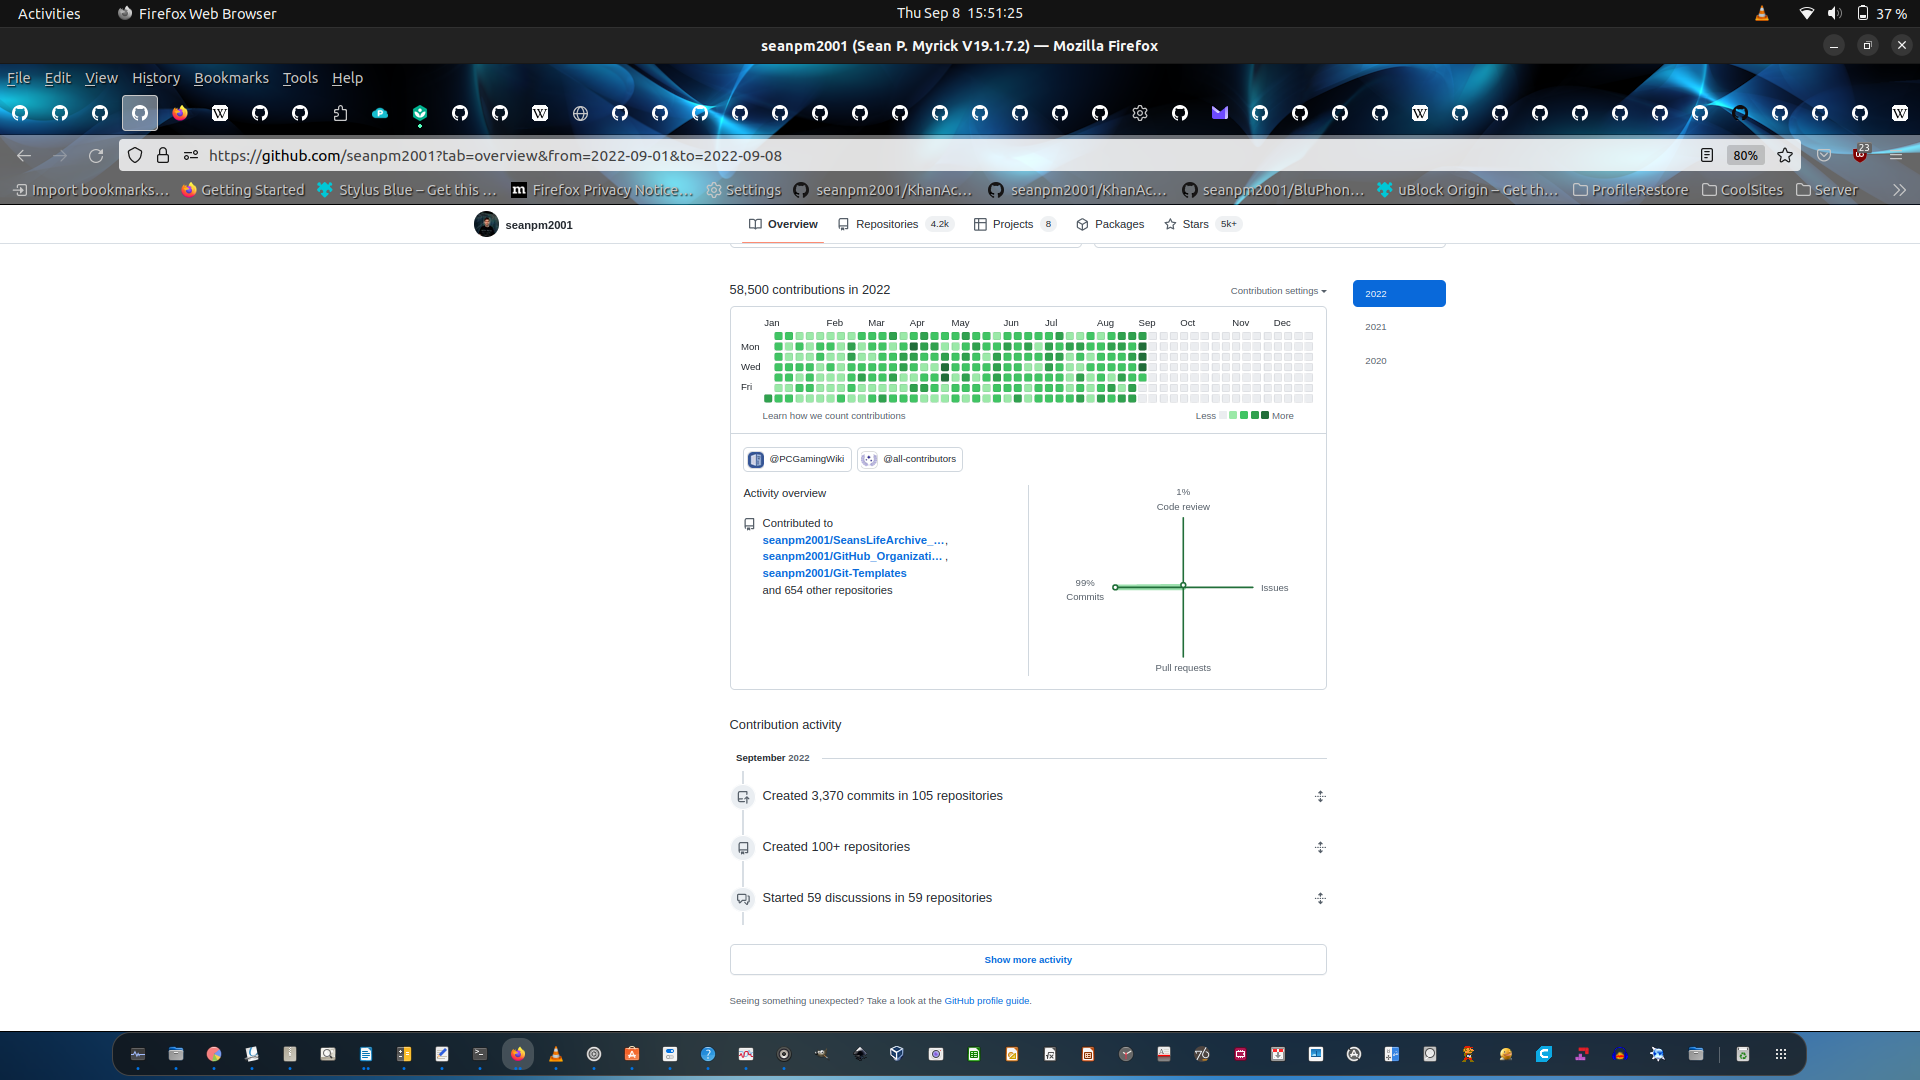 Activities
Firefox Web Browser
Thu Sep 8 15:51:25
37 %
seanpm2001 (Sean P. Myrick V19.1.7.2) — Mozilla Firefox
File Edit View History Bookmarks Tools Help
https://github.com/seanpm2001?tab=overview&from=2022-09-01&to=2022-09-08
80%
23
Import bookmarks… Getting Started Stylus Blue – Get this … Firefox Privacy Notice… Settings seanpm2001/KhanAc… seanpm2001/KhanAc… seanpm2001/BluPhon… uBlock Origin – Get th… ProfileRestore CoolSites Server
seanpm2001
Overview Repositories 4.2k Projects 8 Packages Stars 5k+
58,500 contributions in 2022
Contribution settings
2022
2021
2020
Jan Feb Mar Apr May Jun Jul Aug Sep Oct Nov Dec
Mon
Wed
Fri
Learn how we count contributions
Less More
@PCGamingWiki @all-contributors
Activity overview
Contributed to
seanpm2001/SeansLifeArchive_…,
seanpm2001/GitHub_Organizati… ,
seanpm2001/Git-Templates
and 654 other repositories
1%
Code review
99%
Commits
Issues
Pull requests
Contribution activity
September 2022
Created 3,370 commits in 105 repositories
Created 100+ repositories
Started 59 discussions in 59 repositories
Show more activity
Seeing something unexpected? Take a look at the GitHub profile guide.